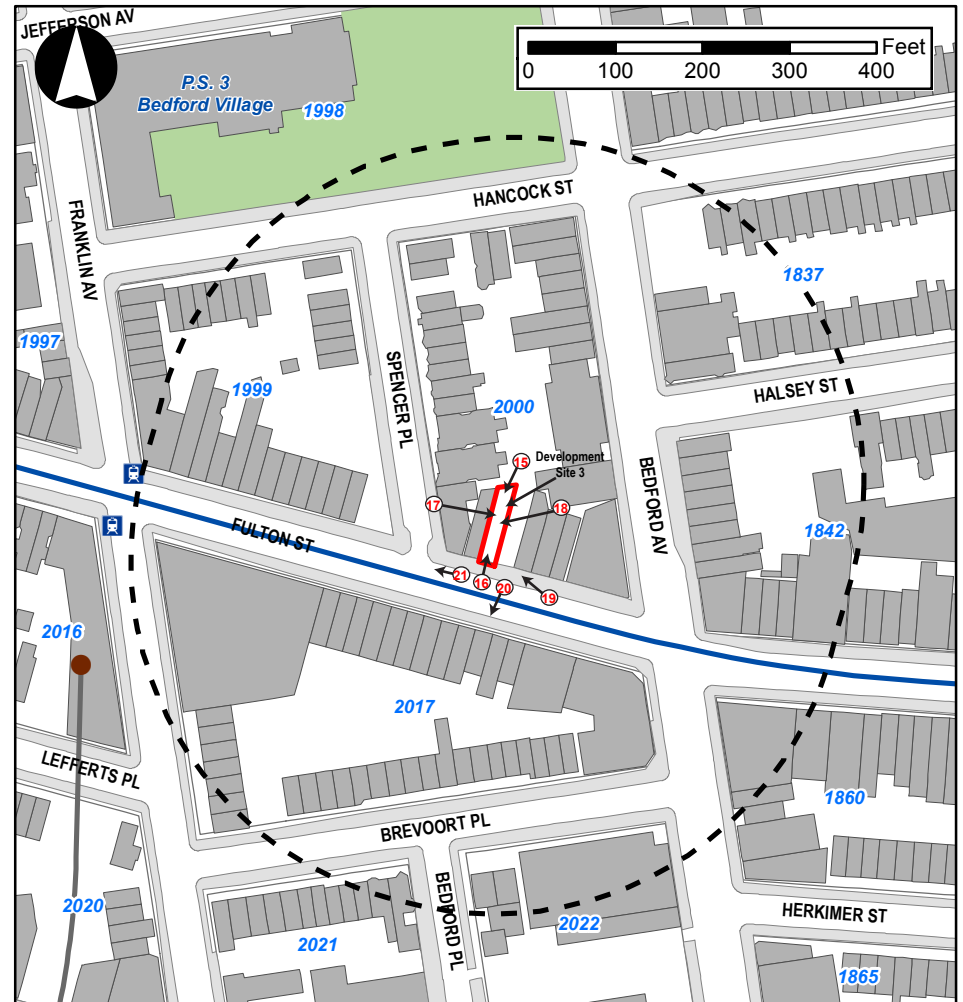 JEFFERSON AV
Feet
0 100 200 300 400
P.S. 3
Bedford Village
1998
HANCOCK ST
FRANKLIN AV
1837
1997
1999
SPENCER PL
2000
HALSEY ST
15
Development
Site 3
17
18
BEDFORD AV
FULTON ST
1842
21
16
20
19
2016
2017
LEFFERTS PL
1860
BREVOORT PL
2020
BEDFORD PL
2022
HERKIMER ST
2021
1865